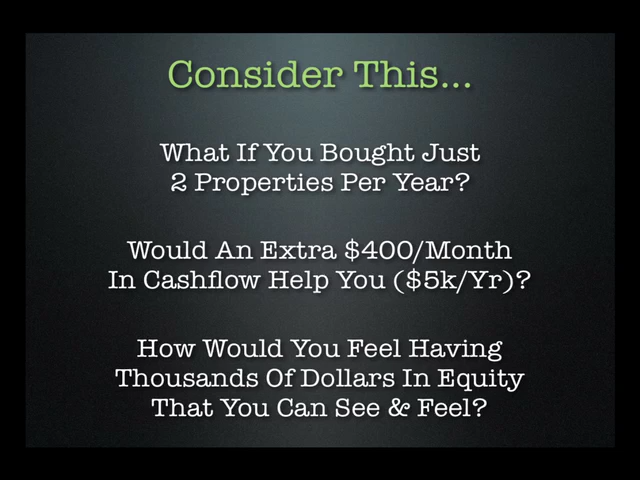 Consider This...
What If You Bought Just
2 Properties Per Year?
Would An Extra $400/Month
In Cashflow Help You ($5k/Yr)?
How Would You Feel Having
Thousands Of Dollars In Equity
That You Can See & Feel?